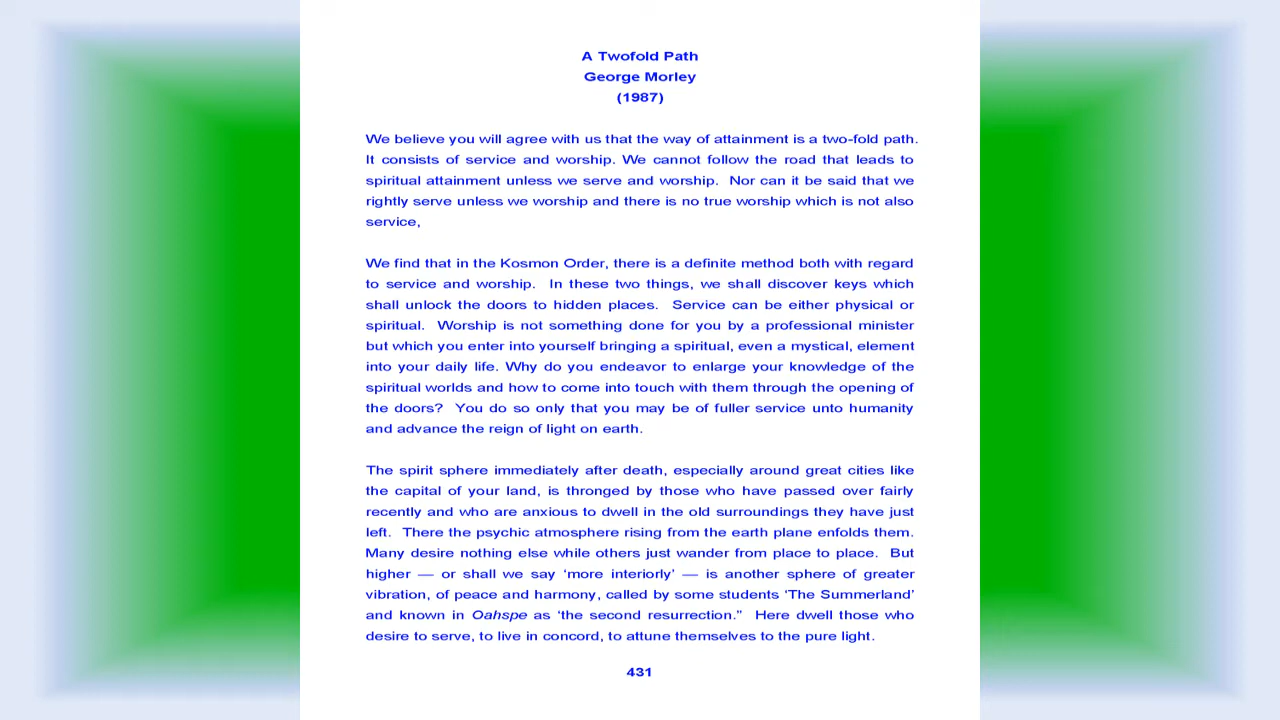 A Twofold Path
George Morley
(1987)
We believe you will agree with us that the way of attainment is a two-fold path.
It consists of service and worship. We cannot follow the road that leads to
spiritual attainment unless we serve and worship. Nor can it be said that we
rightly serve unless we worship and there is no true worship which is not also
service,
We find that in the Kosmon Order, there is a definite method both with regard
to service and worship. In these two things, we shall discover keys which
shall unlock the doors to hidden places. Service can be either physical or
spiritual. Worship is not something done for you by a professional minister
but which you enter into yourself bringing a spiritual, even a mystical, element
into your daily life. Why do you endeavor to enlarge your knowledge of the
spiritual worlds and how to come into touch with them through the opening of
the doors? You do so only that you may be of fuller service unto humanity
and advance the reign of light on earth.
The spirit sphere immediately after death, especially around great cities like
the capital of your land, is thronged by those who have passed over fairly
recently and who are anxious to dwell in the old surroundings they have just
left. There the psychic atmosphere rising from the earth plane enfolds them.
Many desire nothing else while others just wander from place to place. But
higher — or shall we say ‘more interiorly’ — is another sphere of greater
vibration, of peace and harmony, called by some students ‘The Summerland’
and known in Oahspe as ‘the second resurrection.” Here dwell those who
desire to serve, to live in concord, to attune themselves to the pure light.
431